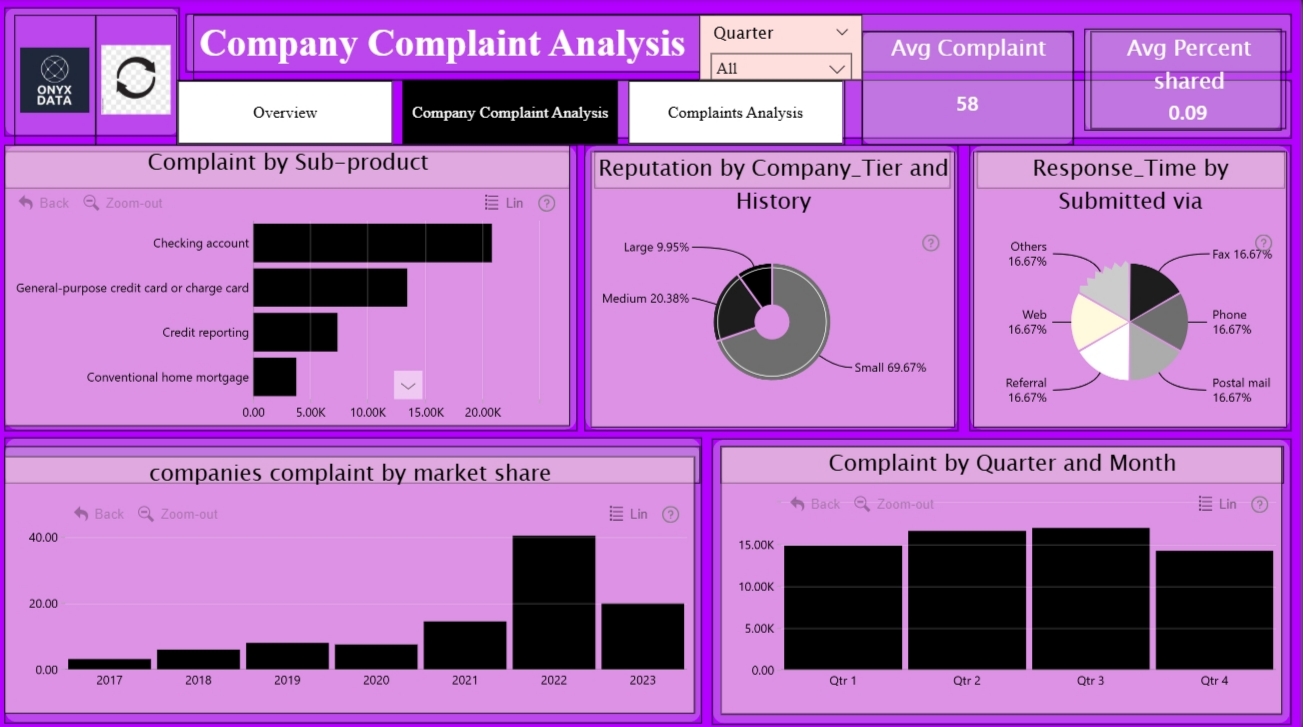 ONYX
DATA
Company Complaint Analysis
Quarter
All
Avg Complaint
58
Avg Percent
shared
0.09
Overview
Company Complaint Analysis
Complaints Analysis
Complaint by Sub-product
Back
Zoom-out
Lin
?
Checking account
General-purpose credit card or charge card
Credit reporting
Conventional home mortgage
0.00 5.00K 10.00K 15.00K 20.00K
Reputation by Company_Tier and
History
?
Large 9.95%
Medium 20.38%
Small 69.67%
Response_Time by
Submitted via
?
Others
16.67%
Fax 16.67%
Web
16.67%
Phone
16.67%
Referral
16.67%
Postal mail
16.67%
companies complaint by market share
Back
Zoom-out
Lin
?
40.00
20.00
0.00
2017 2018 2019 2020 2021 2022 2023
Complaint by Quarter and Month
Back
Zoom-out
Lin
?
15.00K
10.00K
5.00K
0.00
Qtr 1 Qtr 2 Qtr 3 Qtr 4